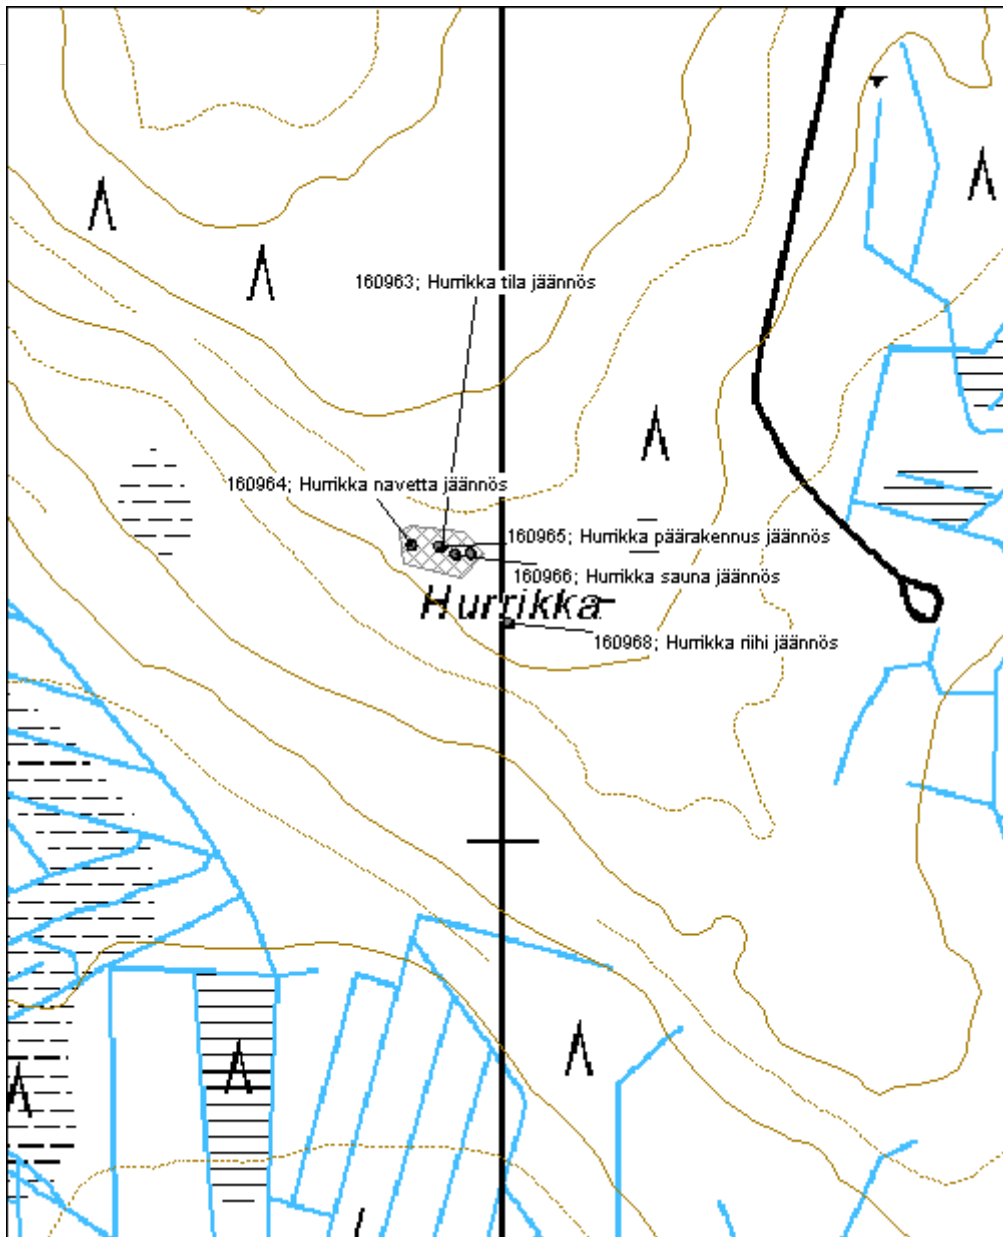 160963; Hurrikka tila jäännös
160964; Hurrikka navetta jäännös
160965; Hurrikka päärakennus jäännös
160966; Hurrikka sauna jäännös
Hurrikka
160968; Hurrikka riihi jäännös